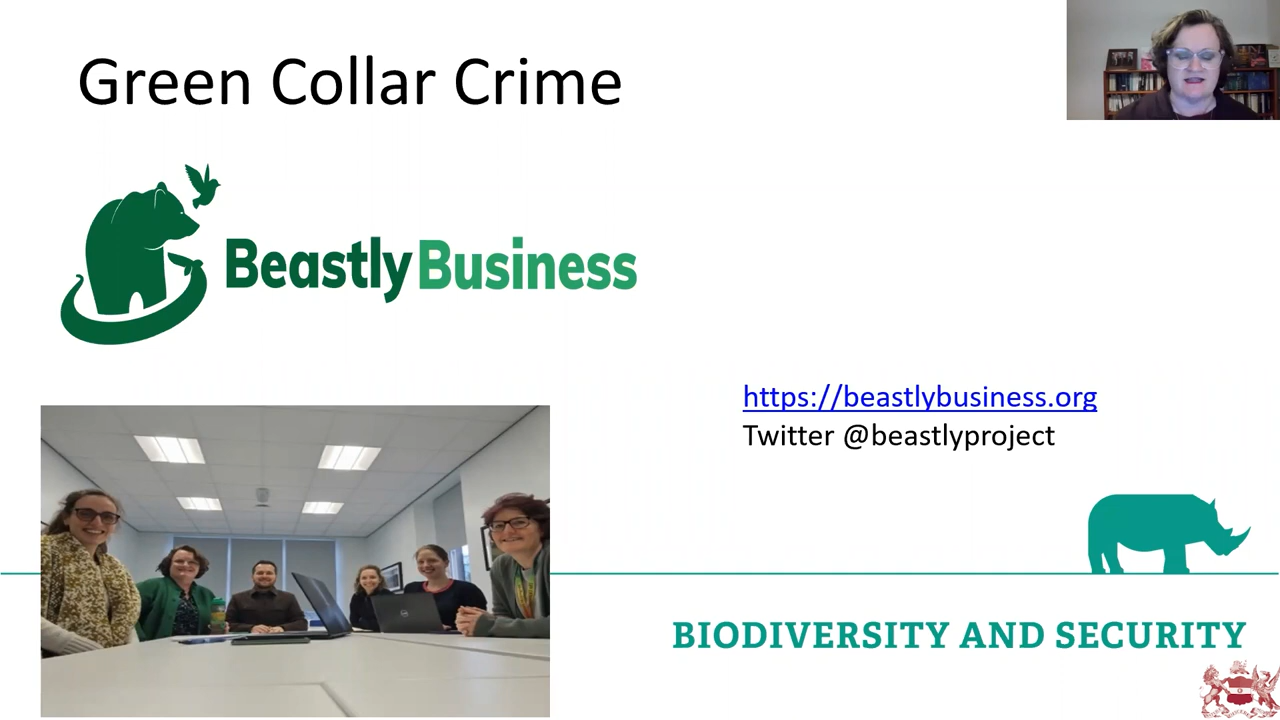 Green Collar Crime
Beastly Business
https://beastlybusiness.org
Twitter @beastlyproject
BIODIVERSITY AND SECURITY